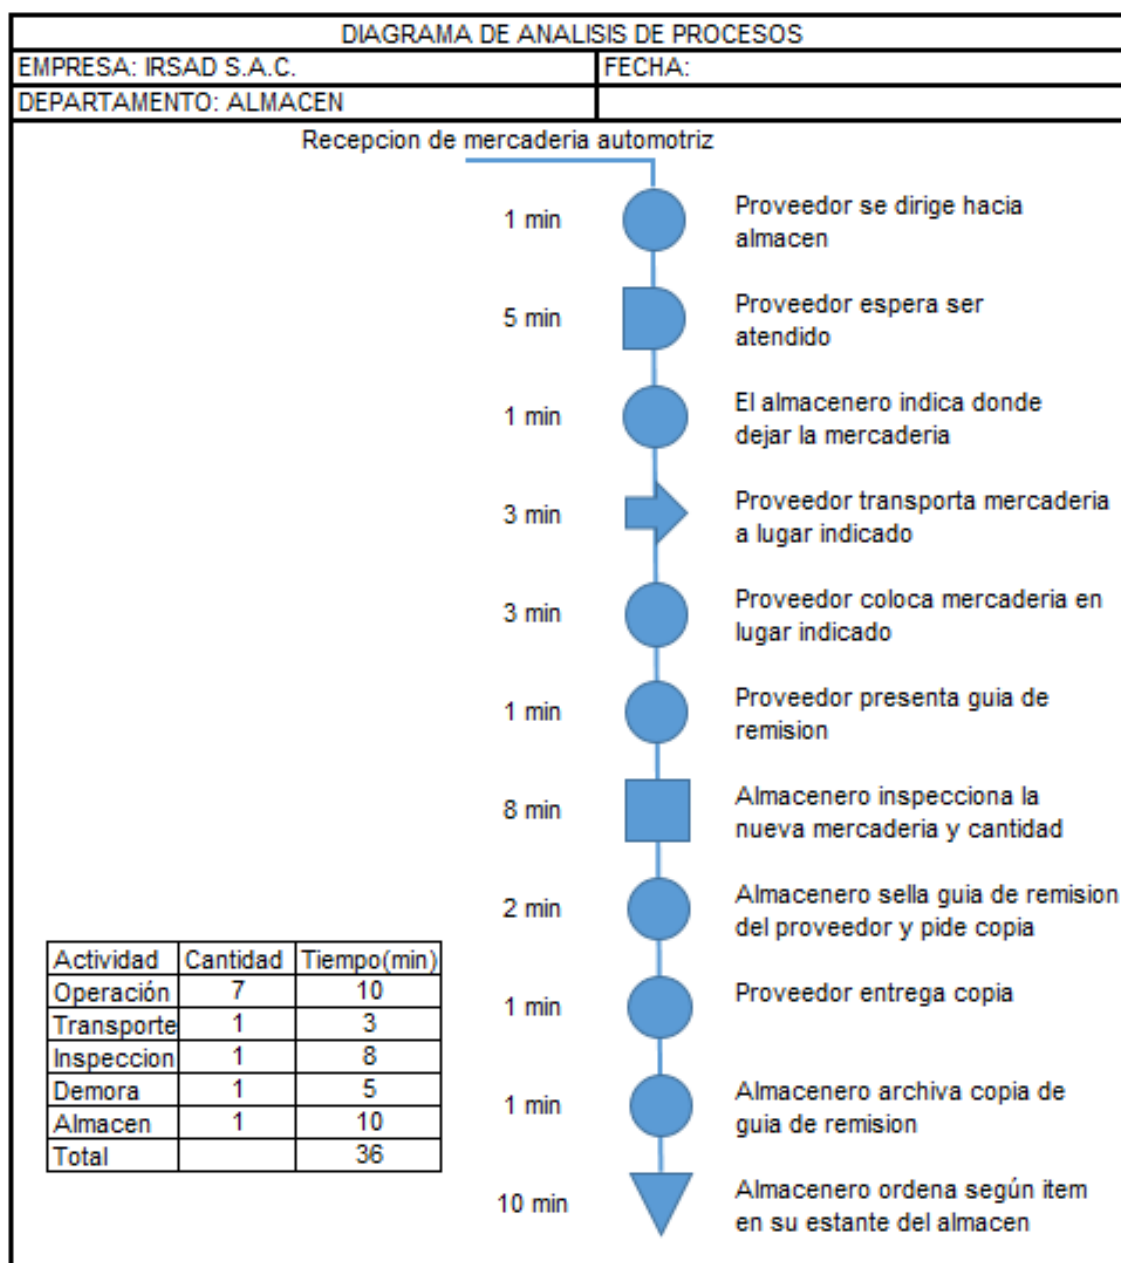 DIAGRAMA DE ANALISIS DE PROCESOS
EMPRESA: IRSAD S.A.C. FECHA:
DEPARTAMENTO: ALMACEN
Recepcion de mercaderia automotriz
1 min Proveedor se dirige hacia
almacen
5 min Proveedor espera ser
atendido
1 min El almacenero indica donde
dejar la mercaderia
3 min Proveedor transporta mercaderia
a lugar indicado
3 min Proveedor coloca mercaderia en
lugar indicado
1 min Proveedor presenta guia de
remision
8 min Almacenero inspecciona la
nueva mercaderia y cantidad
2 min Almacenero sella guia de remision
del proveedor y pide copia
1 min Proveedor entrega copia
1 min Almacenero archiva copia de
guia de remision
10 min Almacenero ordena según item
en su estante del almacen
Actividad Cantidad Tiempo(min)
Operación 7 10
Transporte 1 3
Inspeccion 1 8
Demora 1 5
Almacen 1 10
Total 36